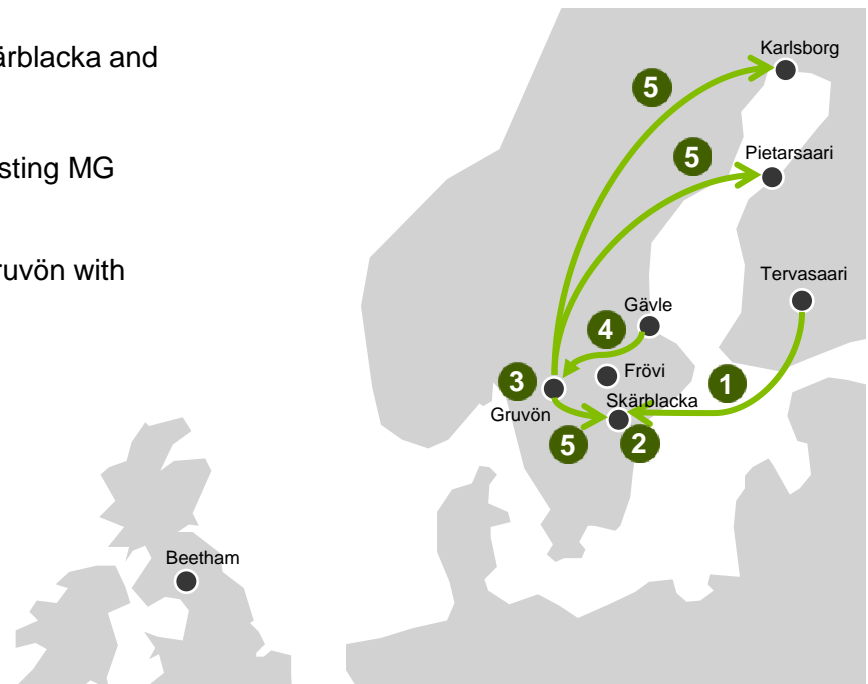 ärblacka and
sting MG
ruvön with
Karlsborg
5
Pietarsaari
5
Tervasaari
Gävle
4
Frövi
3
1
Skärblacka
Gruvön
5
2
Beetham